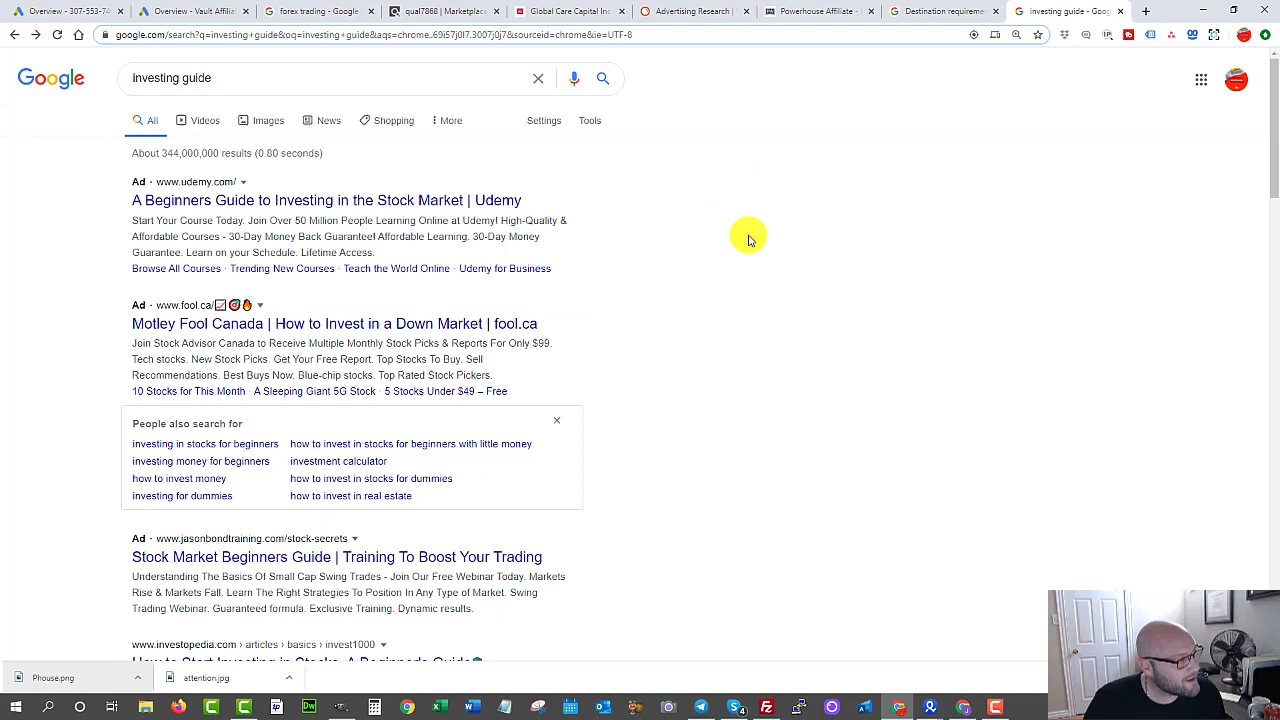 Overview - 307-553-74
Overview - Vault Affilia
forex trading - Google
qual7868 | Marketplace
Global Care Capital Inc
Advertising Research |
Powerhouse Affiliate -
Destination requireme
investing guide - Goog
google.com/search?q=investing+guide&oq=investing+guide&aqs=chrome..69i57j0l7.3007j0j7&sourceid=chrome&ie=UTF-8
Google
investing guide
All
Videos
Images
News
Shopping
More
Settings
Tools
About 344,000,000 results (0.80 seconds)
Ad · www.udemy.com/
A Beginners Guide to Investing in the Stock Market | Udemy
Start Your Course Today. Join Over 50 Million People Learning Online at Udemy! High-Quality &
Affordable Courses - 30-Day Money Back Guarantee! Affordable Learning. 30-Day Money
Guarantee. Learn on your Schedule. Lifetime Access.
Browse All Courses · Trending New Courses · Teach the World Online · Udemy for Business
Ad · www.fool.ca/
Motley Fool Canada | How to Invest in a Down Market | fool.ca
Join Stock Advisor Canada to Receive Multiple Monthly Stock Picks & Reports For Only $99.
Tech stocks. New Stock Picks. Get Your Free Report. Top Stocks To Buy. Sell
Recommendations. Best Buys Now. Blue-chip stocks. Top Rated Stock Pickers.
10 Stocks for This Month · A Sleeping Giant 5G Stock · 5 Stocks Under $49 – Free
People also search for
investing in stocks for beginners
how to invest in stocks for beginners with little money
investing money for beginners
investment calculator
how to invest money
how to invest in stocks for dummies
investing for dummies
how to invest in real estate
Ad · www.jasonbondtraining.com/stock-secrets
Stock Market Beginners Guide | Training To Boost Your Trading
Understanding The Basics Of Small Cap Swing Trades - Join Our Free Webinar Today. Markets
Rise & Markets Fall. Learn The Right Strategies To Position In Any Type of Market. Swing
Trading Webinar. Guaranteed formula. Exclusive Training. Dynamic results.
www.investopedia.com › articles › basics › invest1000
How to Start Investing in Stocks: A Beginner's Guide
Phouse.png
attention.jpg